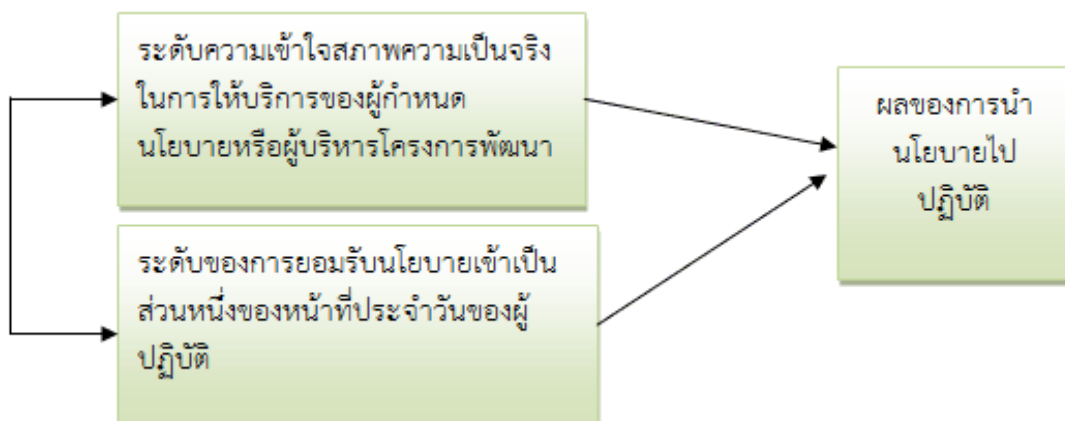 ระดับความเข้าใจสภาพความเป็นจริง
ในการให้บริการของผู้กำหนด
นโยบายหรือผู้บริหารโครงการพัฒนา
ระดับของการยอมรับนโยบายเข้าเป็น
ส่วนหนึ่งของหน้าที่ประจำวันของผู้
ปฏิบัติ
ผลของการนำ
นโยบายไป
ปฏิบัติ